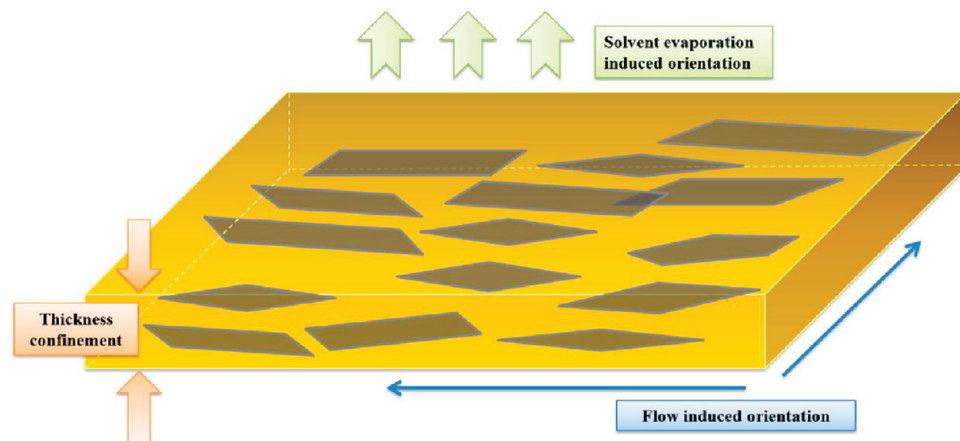 Solvent evaporation
induced orientation
Thickness
confinement
Flow induced orientation